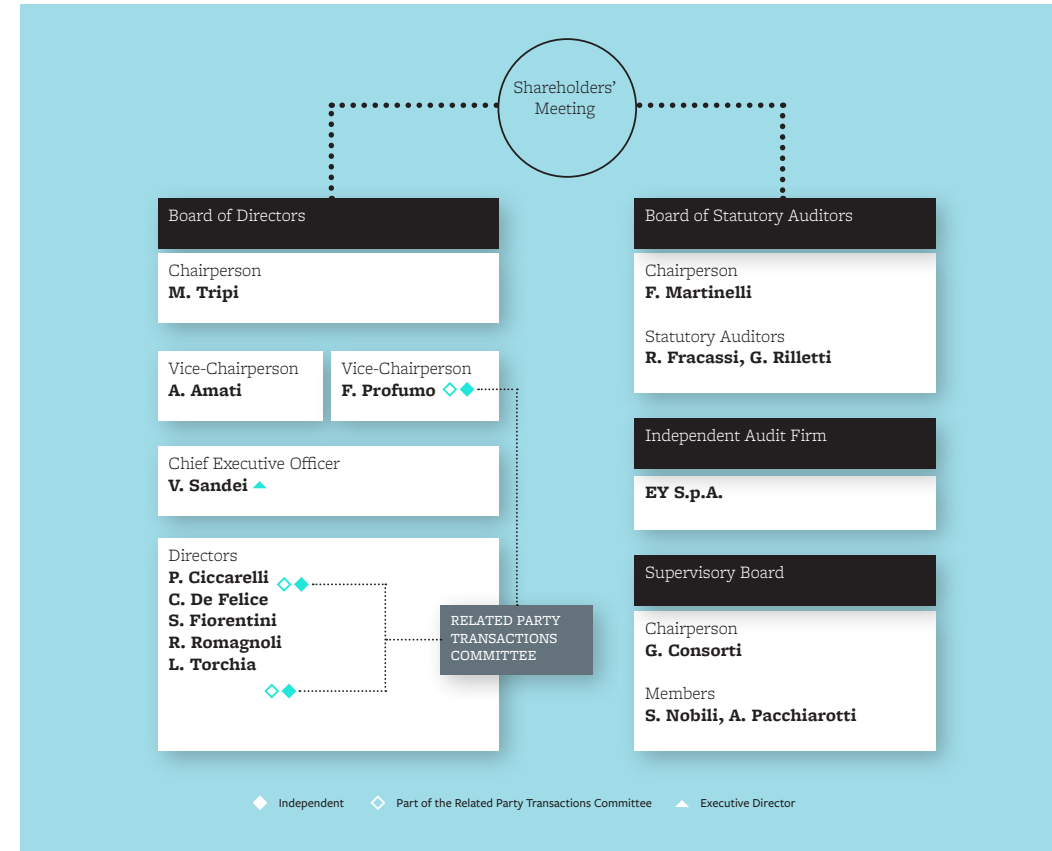 Shareholders’
Meeting
Board of Directors
Chairperson
M. Tripi
Vice-Chairperson
A. Amati
Vice-Chairperson
F. Profumo
Chief Executive Officer
V. Sandei
Directors
P. Ciccarelli
C. De Felice
S. Fiorentini
R. Romagnoli
L. Torchia
RELATED PARTY
TRANSACTIONS
COMMITTEE
Board of Statutory Auditors
Chairperson
F. Martinelli
Statutory Auditors
R. Fracassi, G. Rilletti
Independent Audit Firm
EY S.p.A.
Supervisory Board
Chairperson
G. Consorti
Members
S. Nobili, A. Pacchiarotti
Independent
Part of the Related Party Transactions Committee
Executive Director